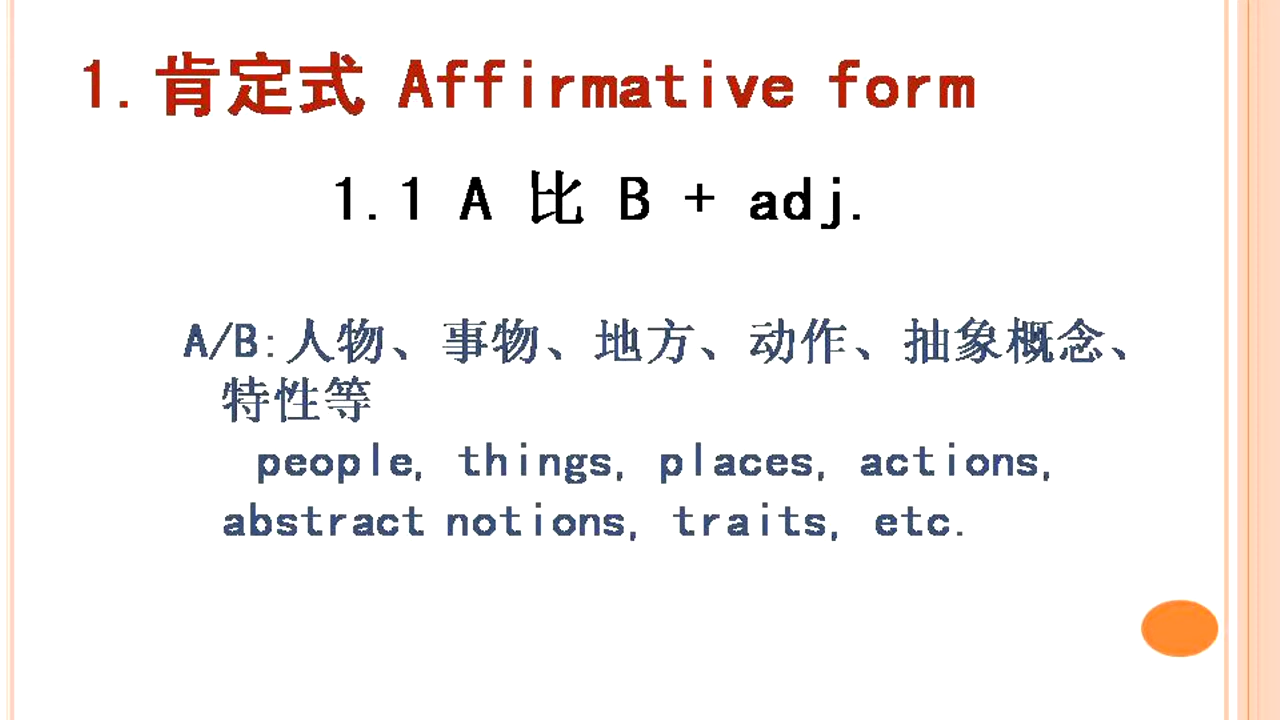 1.肯定式 Affirmative form
1.1 A 比 B + adj.
A/B:人物、事物、地方、动作、抽象概念、
特性等
people, things, places, actions,
abstract notions, traits, etc.